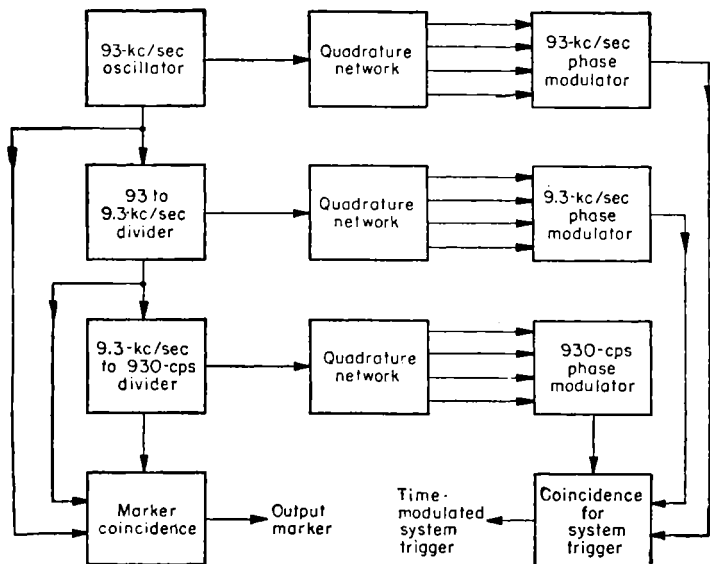 93-kc/sec
oscillator
Quadrature
network
93-kc/sec
phase
modulator
93 to
9.3-kc/sec
divider
Quadrature
network
9.3-kc/sec
phase
modulator
9.3-kc/sec
to 930-cps
divider
Quadrature
network
930-cps
phase
modulator
Marker
coincidence
Output
marker
Time-
modulated
system
trigger
Coincidence
for
system
trigger